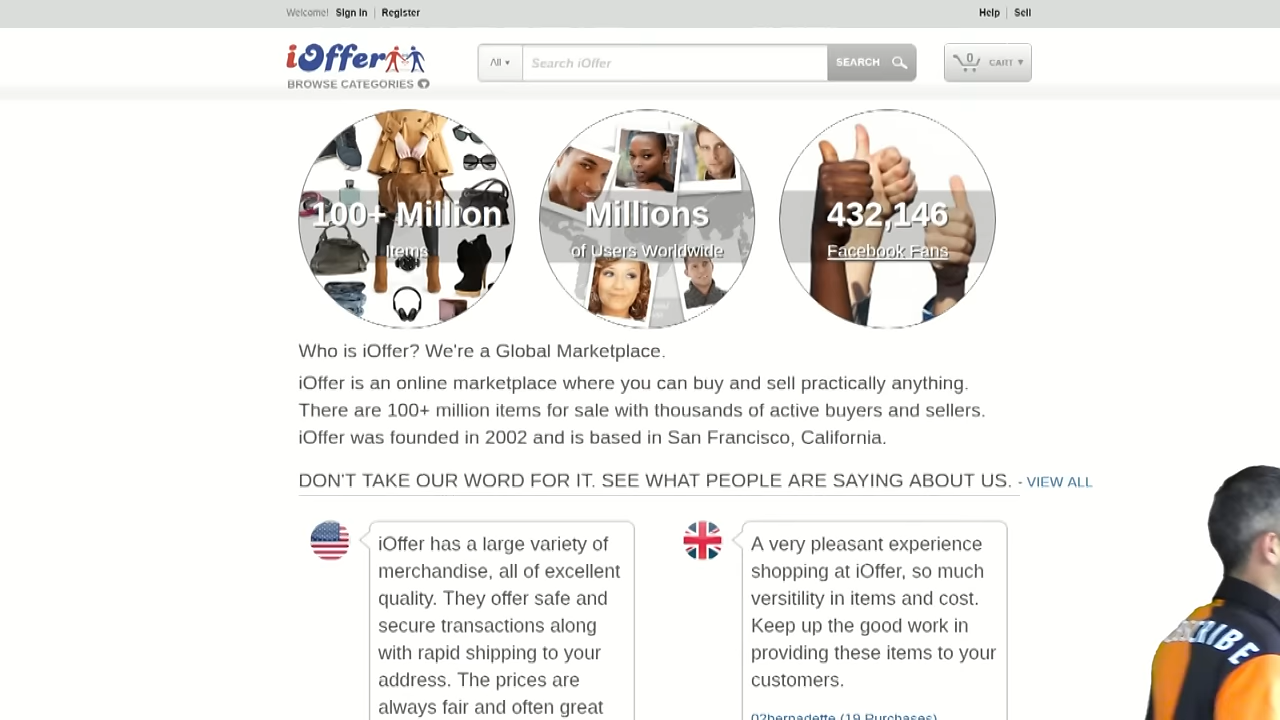 Welcome! Sign In | Register
Help | Sell
iOffer
BROWSE CATEGORIES
All
Search iOffer
SEARCH
0
CART
100+ Million
Items
Millions
of Users Worldwide
432,146
Facebook Fans
Who is iOffer? We're a Global Marketplace.
iOffer is an online marketplace where you can buy and sell practically anything.
There are 100+ million items for sale with thousands of active buyers and sellers.
iOffer was founded in 2002 and is based in San Francisco, California.
DON'T TAKE OUR WORD FOR IT. SEE WHAT PEOPLE ARE SAYING ABOUT US. - VIEW ALL
iOffer has a large variety of
merchandise, all of excellent
quality. They offer safe and
secure transactions along
with rapid shipping to your
address. The prices are
always fair and often great
A very pleasant experience
shopping at iOffer, so much
versitility in items and cost.
Keep up the good work in
providing these items to your
customers.
02bernadette (19 Purchases)